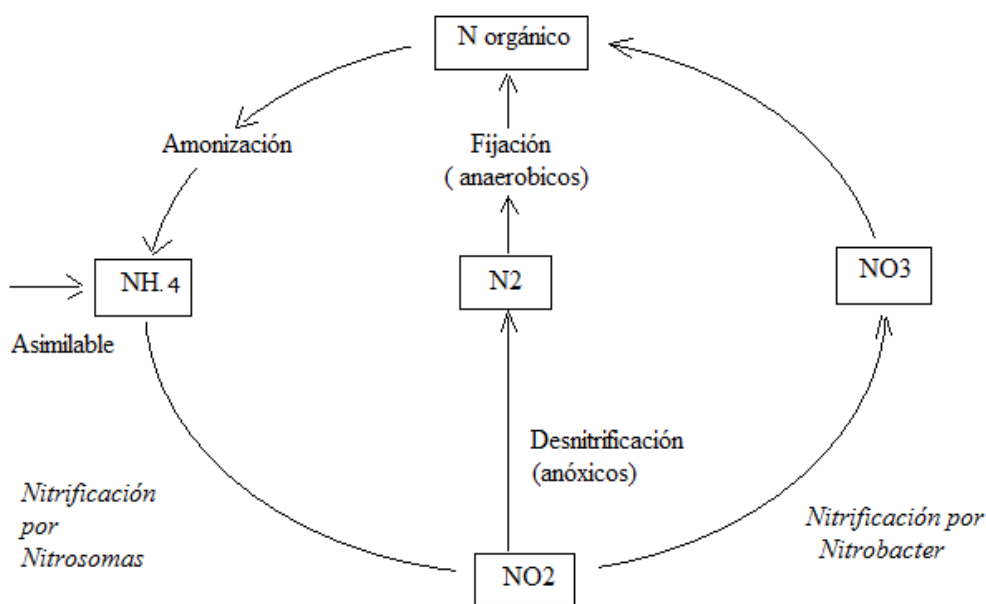 N orgánico
Amonización
Fijación
( anaerobicos)
NH.4
N2
NO3
Asimilable
Desnitrificación
(anóxicos)
Nitrificación
por
Nitrosomas
Nitrificación por
Nitrobacter
NO2